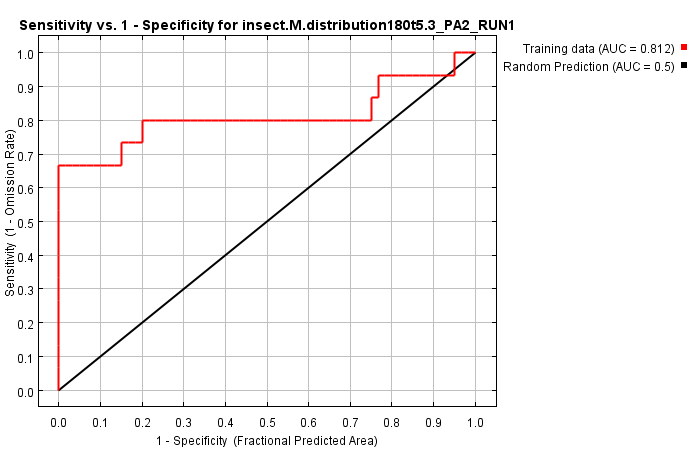 Sensitivity vs. 1 - Specificity for insect.M.distribution180t5.3_PA2_RUN1
Training data (AUC = 0.812)
Random Prediction (AUC = 0.5)
Sensitivity (1 - Omission Rate)
1.0
0.9
0.8
0.7
0.6
0.5
0.4
0.3
0.2
0.1
0.0
0.0 0.1 0.2 0.3 0.4 0.5 0.6 0.7 0.8 0.9 1.0
1 - Specificity (Fractional Predicted Area)